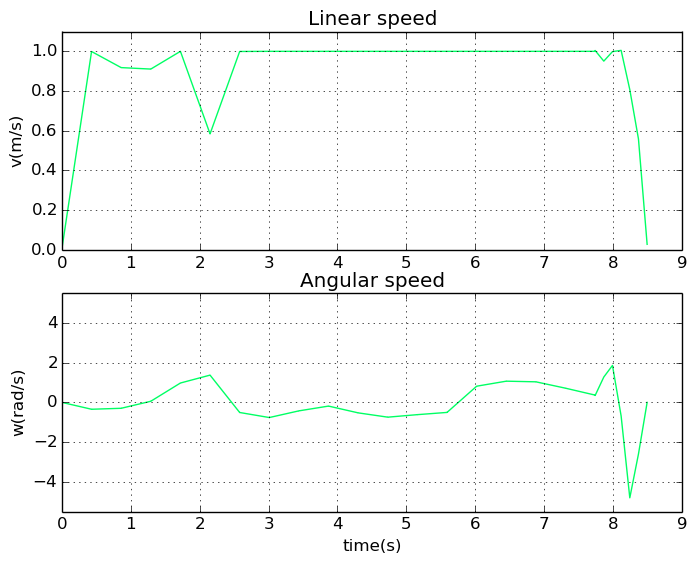 Linear speed
1.0
0.8
0.6
0.4
0.2
0.0
v(m/s)
0 1 2 3 4 5 6 7 8 9
Angular speed
4
2
0
−2
−4
w(rad/s)
0 1 2 3 4 5 6 7 8 9
time(s)